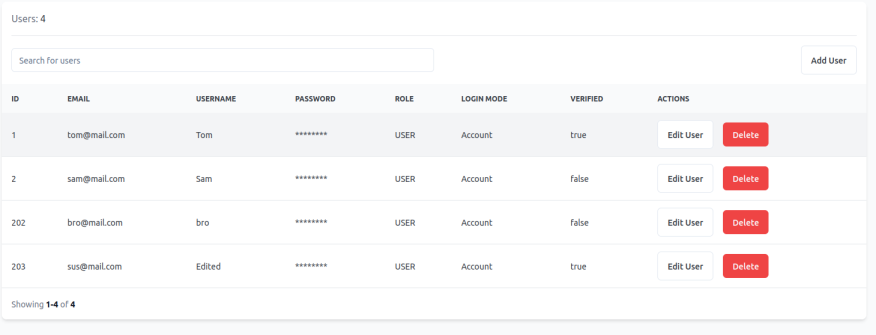 Users: 4
Search for users
Add User
ID EMAIL USERNAME PASSWORD ROLE LOGIN MODE VERIFIED ACTIONS
1 tom@mail.com Tom ******** USER Account true Edit User Delete
2 sam@mail.com Sam ******** USER Account false Edit User Delete
202 bro@mail.com bro ******** USER Account false Edit User Delete
203 sus@mail.com Edited ******** USER Account true Edit User Delete
Showing 1-4 of 4